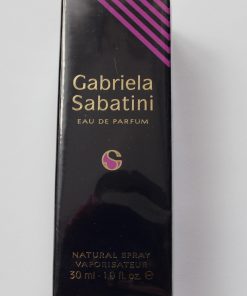 Gabriela
Sabatini
EAU DE PARFUM
S
NATURAL SPRAY
VAPORISATEUR
30 ml - 1.0 fl. oz. ℮